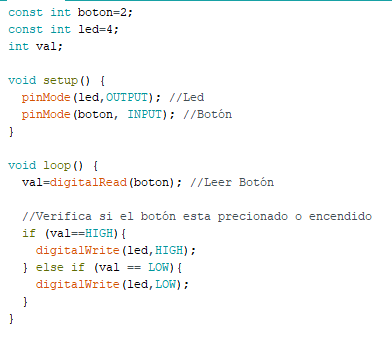 const int boton=2;
const int led=4;
int val;

void setup() {
  pinMode(led,OUTPUT); //Led
  pinMode(boton, INPUT); //Botón
}

void loop() {
  val=digitalRead(boton); //Leer Botón

  //Verifica si el botón esta precionado o encendido
  if (val==HIGH){
    digitalWrite(led,HIGH);
  } else if (val == LOW){
    digitalWrite(led,LOW);
  }
}